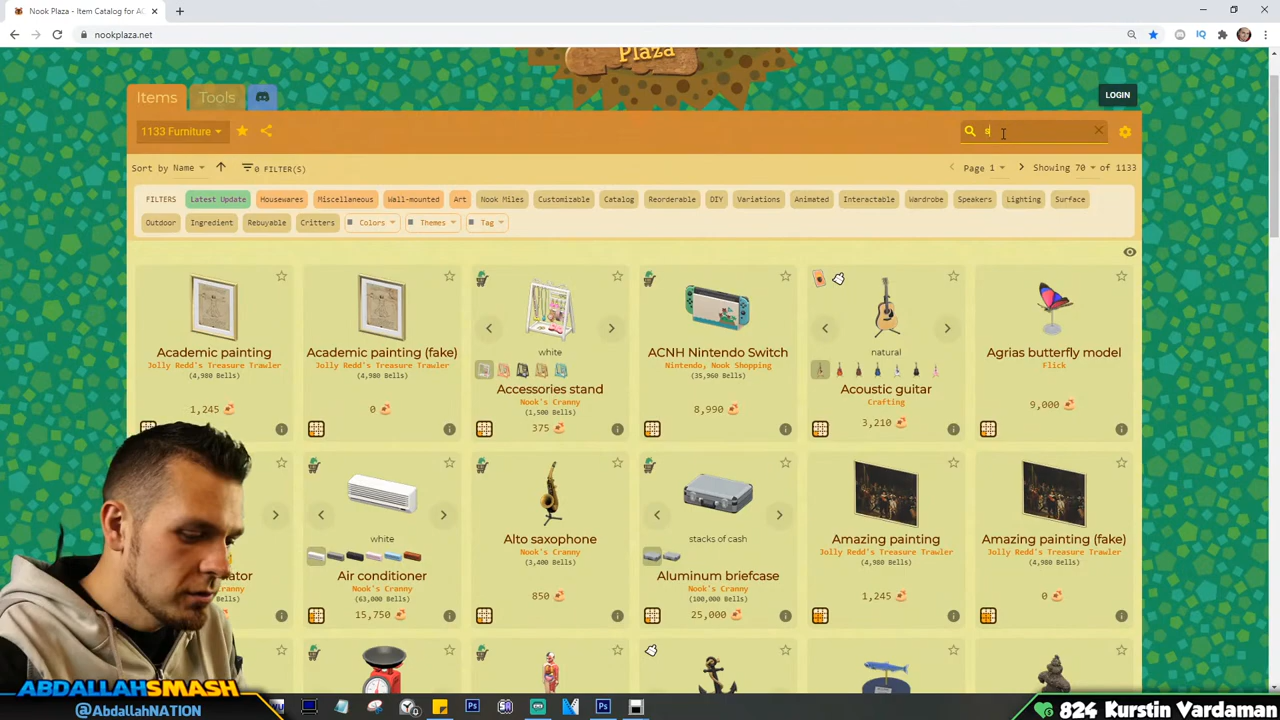 Nook Plaza - Item Catalog for AC
nookplaza.net
Plaza
Items
Tools
LOGIN
1133 Furniture
Sort by Name
0 FILTER(S)
Page 1
Showing 70 of 1133
FILTERS Latest Update Housewares Miscellaneous Wall-mounted Art Nook Miles Customizable Catalog Reorderable DIY Variations Animated Interactable Wardrobe Speakers Lighting Surface
Outdoor Ingredient Rebuyable Critters Colors Themes Tag
Academic painting
Jolly Redd's Treasure Trawler
(4,980 Bells)
1,245
Academic painting (fake)
Jolly Redd's Treasure Trawler
(4,980 Bells)
0
white
Accessories stand
Nook's Cranny
(1,500 Bells)
375
ACNH Nintendo Switch
Nintendo, Nook Shopping
(35,960 Bells)
8,990
natural
Acoustic guitar
Crafting
3,210
Agrias butterfly model
Flick
9,000
white
Air conditioner
Nook's Cranny
(63,000 Bells)
15,750
Alto saxophone
Nook's Cranny
(3,400 Bells)
850
stacks of cash
Aluminum briefcase
Nook's Cranny
(100,000 Bells)
25,000
Amazing painting
Jolly Redd's Treasure Trawler
(4,980 Bells)
1,245
Amazing painting (fake)
Jolly Redd's Treasure Trawler
(4,980 Bells)
0
ABDALLAHSMASH
@AbdallahNATION
824 Kurstin Vardaman